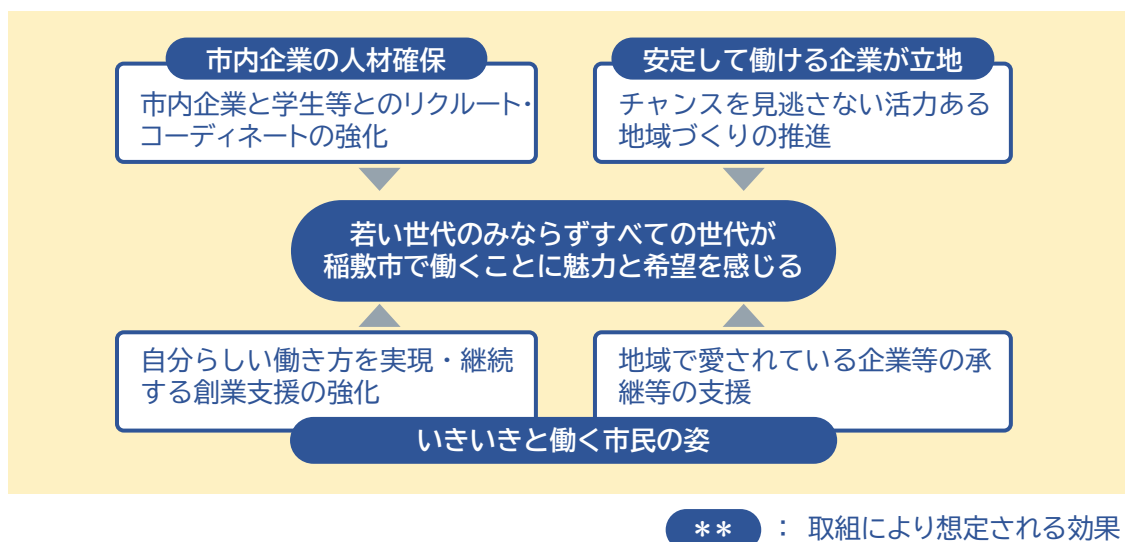 市内企業の人材確保
市内企業と学生等とのリクルート・
コーディネートの強化
安定して働ける企業が立地
チャンスを見逃さない活力ある
地域づくりの推進
若い世代のみならずすべての世代が
稲敷市で働くことに魅力と希望を感じる
自分らしい働き方を実現・継続
する創業支援の強化
地域で愛されている企業等の承
継等の支援
いきいきと働く市民の姿
** : 取組により想定される効果